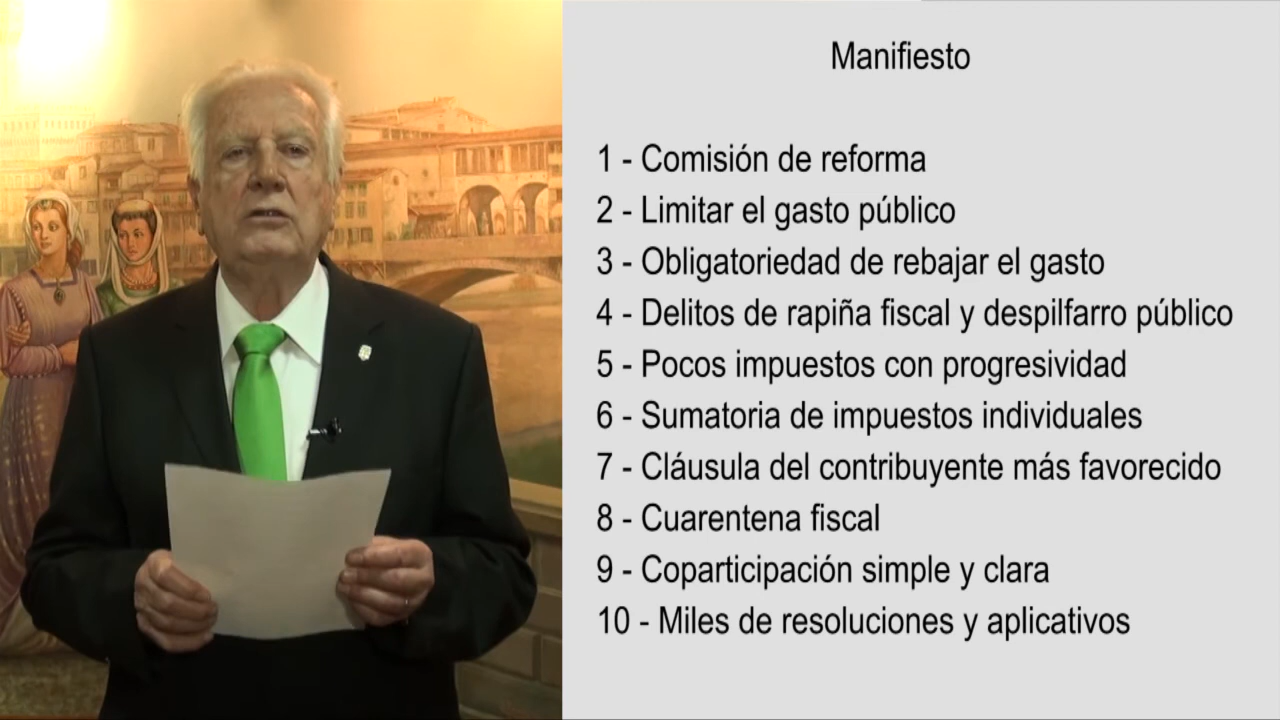 Manifiesto
1 - Comisión de reforma
2 - Limitar el gasto público
3 - Obligatoriedad de rebajar el gasto
4 - Delitos de rapiña fiscal y despilfarro público
5 - Pocos impuestos con progresividad
6 - Sumatoria de impuestos individuales
7 - Cláusula del contribuyente más favorecido
8 - Cuarentena fiscal
9 - Coparticipación simple y clara
10 - Miles de resoluciones y aplicativos